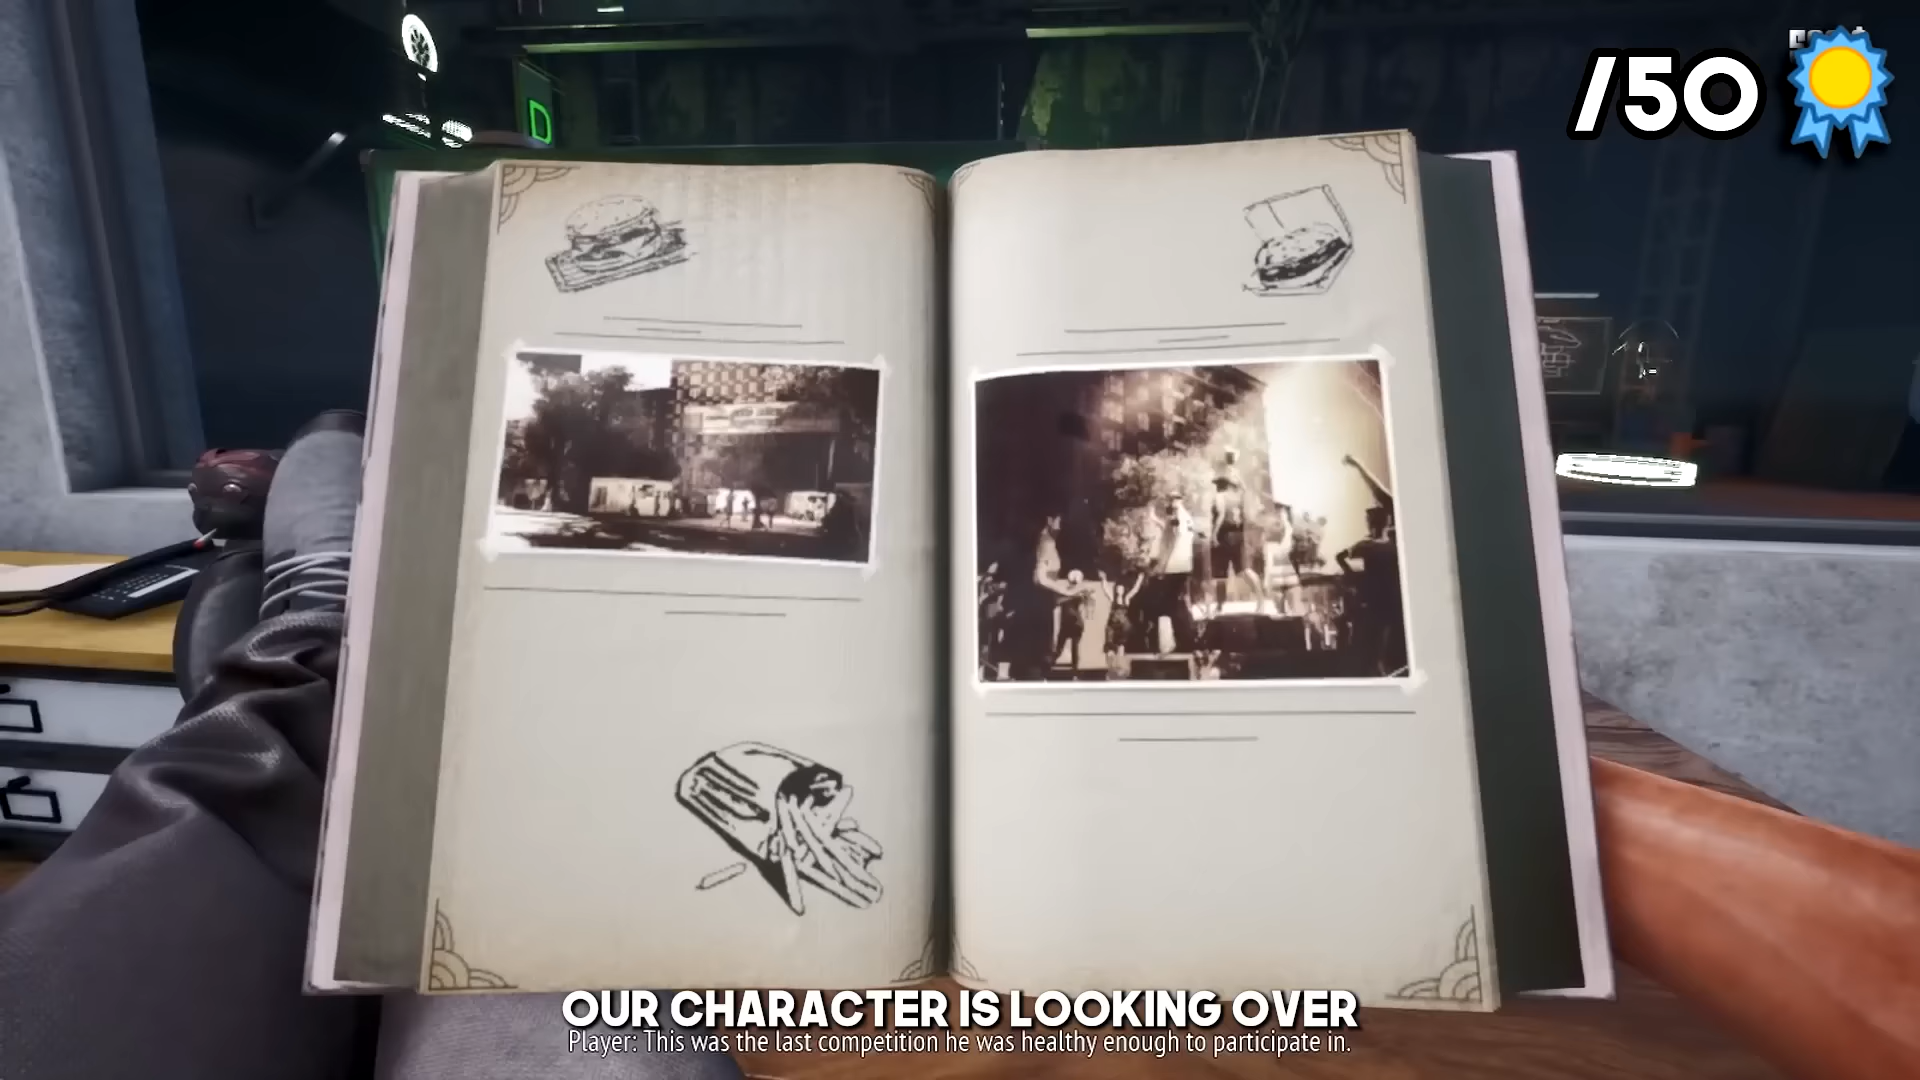 /50
D
OUR CHARACTER IS LOOKING OVER
Player: This was the last competition he was healthy enough to participate in.